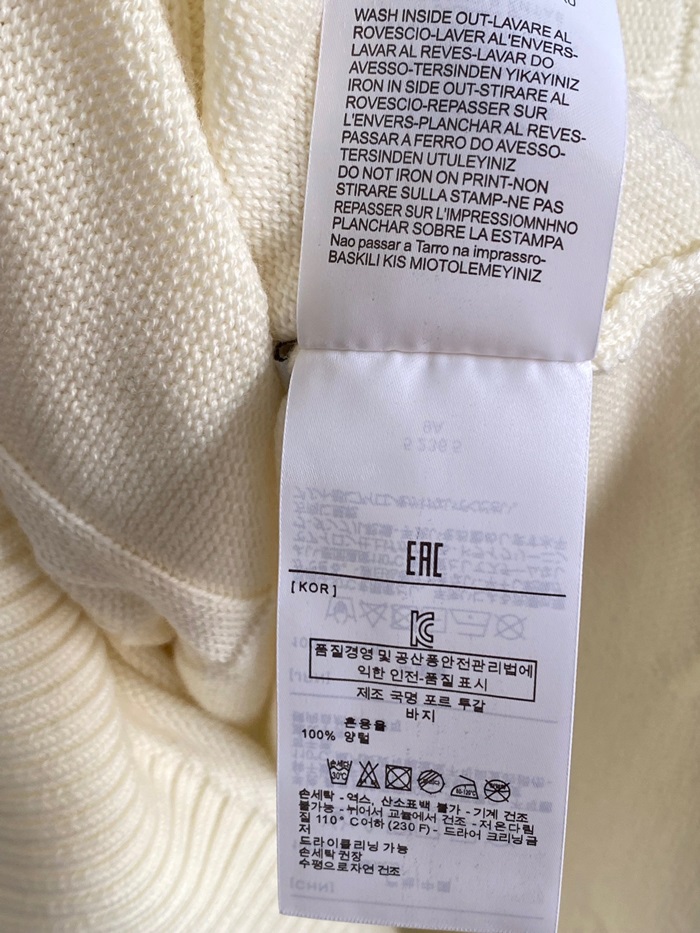 WASH INSIDE OUT-LAVARE AL
ROVESCIO-LAVER AL'ENVERS-
LAVAR AL REVES-LAVAR DO
AVESSO-TERSINDEN YIKAYINIZ
IRON IN SIDE OUT-STIRARE AL
ROVESCIO-REPASSER SUR
L'ENVERS-PLANCHAR AL REVES-
PASSAR A FERRO DO AVESSO-
TERSINDEN UTULEYINIZ
DO NOT IRON ON PRINT-NON
STIRARE SULLA STAMP-NE PAS
REPASSER SUR L'IMPRESSIOMNHNO
PLANCHAR SOBRE LA ESTAMPA
Nao passar a Tarro na imprassro-
BASKILI KIS MIOTOLEMEYINIZ
EAC
[KOR]
품질경영 및 공산품안전관리법에
익한 인전-품질 표시
제조 국명 포르 투갈
바지
흔용율
100% 양털
30°C
손세탁 - 역스, 산소표백 불가 - 기계 건조
불가능 - 뉘어서 교늘에서 건조 - 저온다림
질 110° C어하 (230 F) - 드라어 크리닝금
저
드라이틀리닝 가능
손세탁 권장
수평으로자연 건조